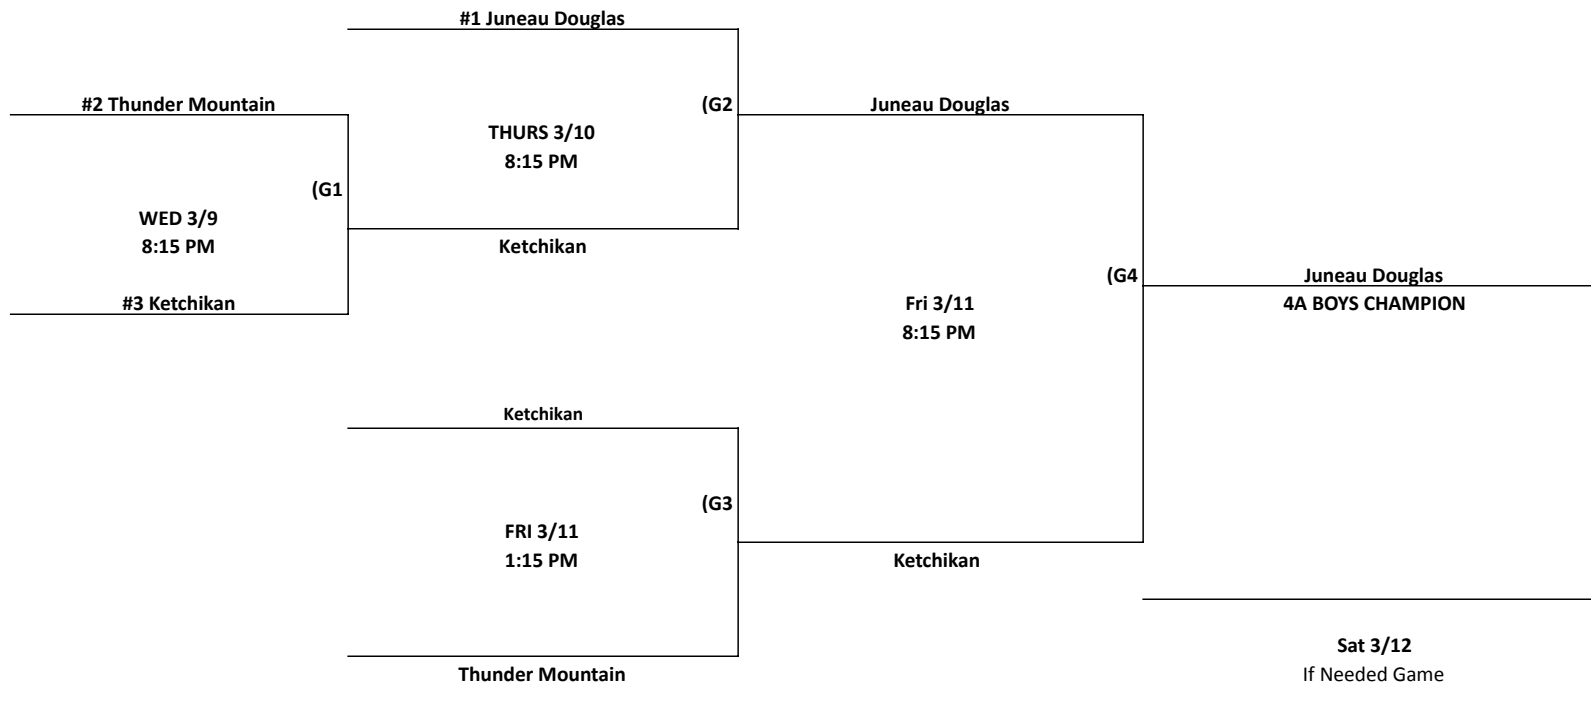 #1 Juneau Douglas
#2 Thunder Mountain
(G2
Juneau Douglas
THURS 3/10
8:15 PM
(G1
WED 3/9
8:15 PM
Ketchikan
#3 Ketchikan
(G4
Juneau Douglas
4A BOYS CHAMPION
Fri 3/11
8:15 PM
Ketchikan
(G3
FRI 3/11
1:15 PM
Ketchikan
Thunder Mountain
Sat 3/12
If Needed Game